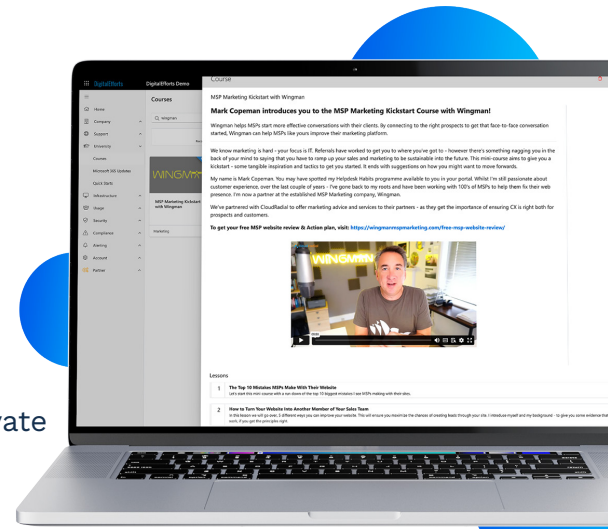 DigitalEfforts
DigitalEfforts Demo
Course
Home
Company
Support
University
Courses
Microsoft 365 Updates
Quick Starts
Infrastructure
Usage
Security
Compliance
Alerting
Account
Partner
Courses
wingman
WINGM
MSP Marketing Kickstart
with Wingman
Marketing
MSP Marketing Kickstart with Wingman
Mark Copeman introduces you to the MSP Marketing Kickstart Course with Wingman!
Wingman helps MSPs start more effective conversations with their clients. By connecting to the right prospects to get that face-to-face conversation
started, Wingman can help MSPs like yours improve their marketing platform.
We know marketing is hard - your focus is IT. Referrals have worked to get you to where you've got to - however there's something nagging you in the
back of your mind to saying that you have to ramp up your sales and marketing to be sustainable into the future. This mini-course aims to give you a
kickstart - some tangible inspiration and tactics to get you started. It ends with suggestions on how you might want to move forwards.
My name is Mark Copeman. You may have spotted my Helpdesk Habits programme available to you in your portal. Whilst I'm still passionate about
customer experience, over the last couple of years - I've gone back to my roots and have been working with 100's of MSPs to help them fix their web
presence. I'm now a partner at the established MSP Marketing company, Wingman.
We've partnered with CloudRadial to offer marketing advice and services to their partners - as they get the importance of ensuring CX is right both for
prospects and customers.
To get your free MSP website review & Action plan, visit: https://wingmanmspmarketing.com/free-msp-website-review/
WINGM
Lessons
1 The Top 10 Mistakes MSPs Make With Their Website
Let's start this mini course with a run down of the top 10 biggest mistakes I see MSPs making with their sites.
2 How to Turn Your Website Into Another Member of Your Sales Team
vate